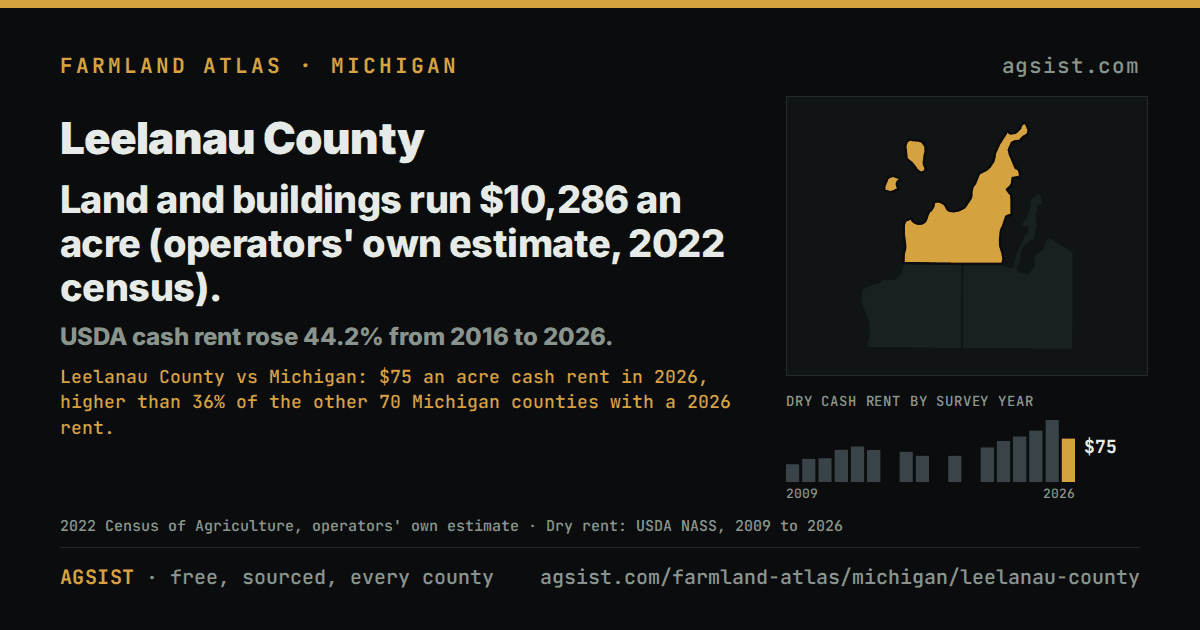 FARMLAND ATLAS · MICHIGAN
agsist.com
Leelanau County
Land and buildings run $10,286 an
acre (operators' own estimate, 2022
census).
USDA cash rent rose 44.2% from 2016 to 2026.
Leelanau County vs Michigan: $75 an acre cash rent in 2026,
higher than 36% of the other 70 Michigan counties with a 2026
rent.
DRY CASH RENT BY SURVEY YEAR
$75
2009
2026
2022 Census of Agriculture, operators' own estimate · Dry rent: USDA NASS, 2009 to 2026
AGSIST · free, sourced, every county
agsist.com/farmland-atlas/michigan/leelanau-county